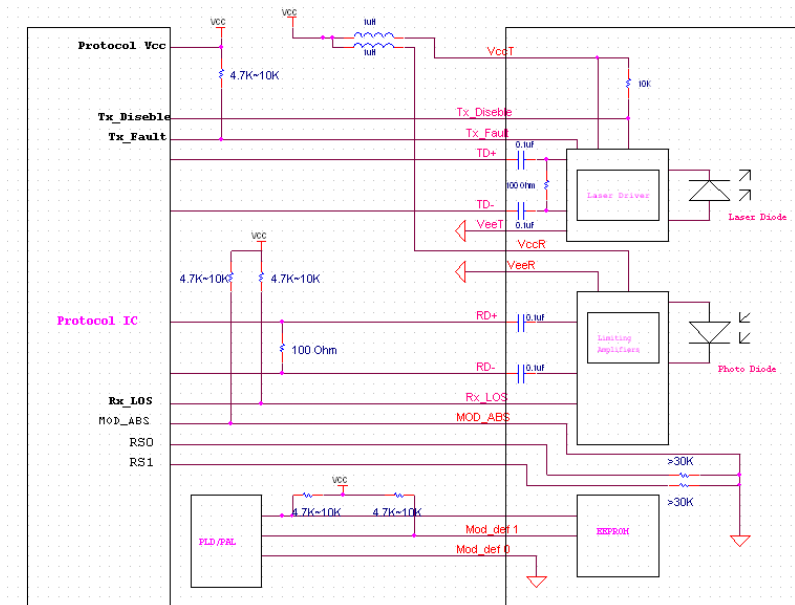 VCC
VCC
1uH
1uH
Protocol Vcc
VccT
4.7K~10K
10K
Tx_Diseble
Tx_Diseble
Tx_Fault
Tx_Fault
0.1uf
TD+
100 Ohm
Laser Driver
TD-
0.1uf
Laser Diode
VeeT
VCC
VccR
VeeR
4.7K~10K
4.7K~10K
Protocol IC
RD+
0.1uf
Limiting
Amplifiers
100 Ohm
RD-
0.1uf
Photo Diode
Rx_LOS
Rx_LOS
MOD_ABS
MOD_ABS
RS0
RS1
>30K
>30K
VCC
4.7K~10K
4.7K~10K
PLD/PAL
Mod_def 1
EEPROM
Mod_def 0